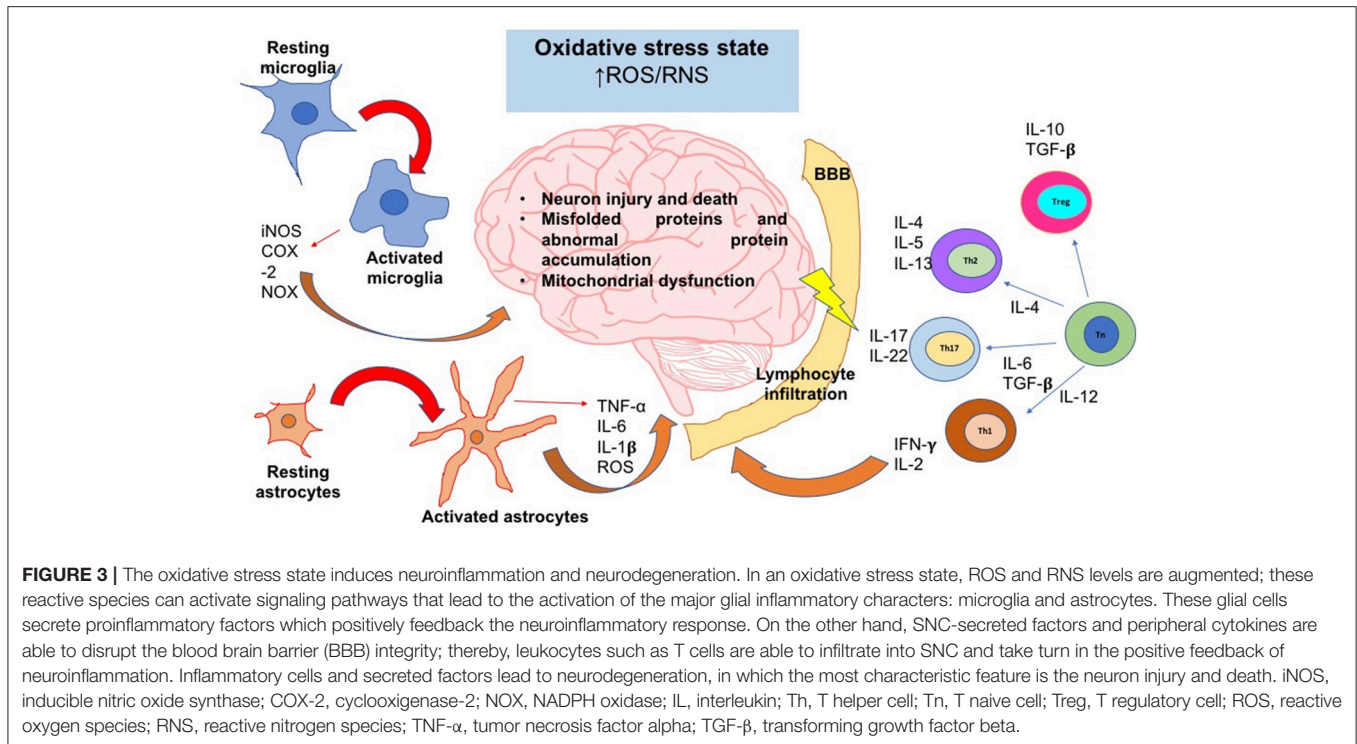 Oxidative stress state
↑ROS/RNS
Resting
microglia
Activated
microglia
iNOS
COX
-2
NOX
• Neuron injury and death
• Misfolded proteins and
abnormal protein
accumulation
• Mitochondrial dysfunction
BBB
Lymphocyte
infiltration
Resting
astrocytes
Activated astrocytes
TNF-α
IL-6
IL-1β
ROS
IL-10
TGF-β
Treg
IL-4
IL-5
IL-13
Th2
IL-4
Tn
IL-17
IL-22
Th17
IL-6
TGF-β
IL-12
Th1
IFN-γ
IL-2
FIGURE 3 | The oxidative stress state induces neuroinflammation and neurodegeneration. In an oxidative stress state, ROS and RNS levels are augmented; these
reactive species can activate signaling pathways that lead to the activation of the major glial inflammatory characters: microglia and astrocytes. These glial cells
secrete proinflammatory factors which positively feedback the neuroinflammatory response. On the other hand, SNC-secreted factors and peripheral cytokines are
able to disrupt the blood brain barrier (BBB) integrity; thereby, leukocytes such as T cells are able to infiltrate into SNC and take turn in the positive feedback of
neuroinflammation. Inflammatory cells and secreted factors lead to neurodegeneration, in which the most characteristic feature is the neuron injury and death. iNOS,
inducible nitric oxide synthase; COX-2, cyclooxigenase-2; NOX, NADPH oxidase; IL, interleukin; Th, T helper cell; Tn, T naive cell; Treg, T regulatory cell; ROS, reactive
oxygen species; RNS, reactive nitrogen species; TNF-α, tumor necrosis factor alpha; TGF-β, transforming growth factor beta.